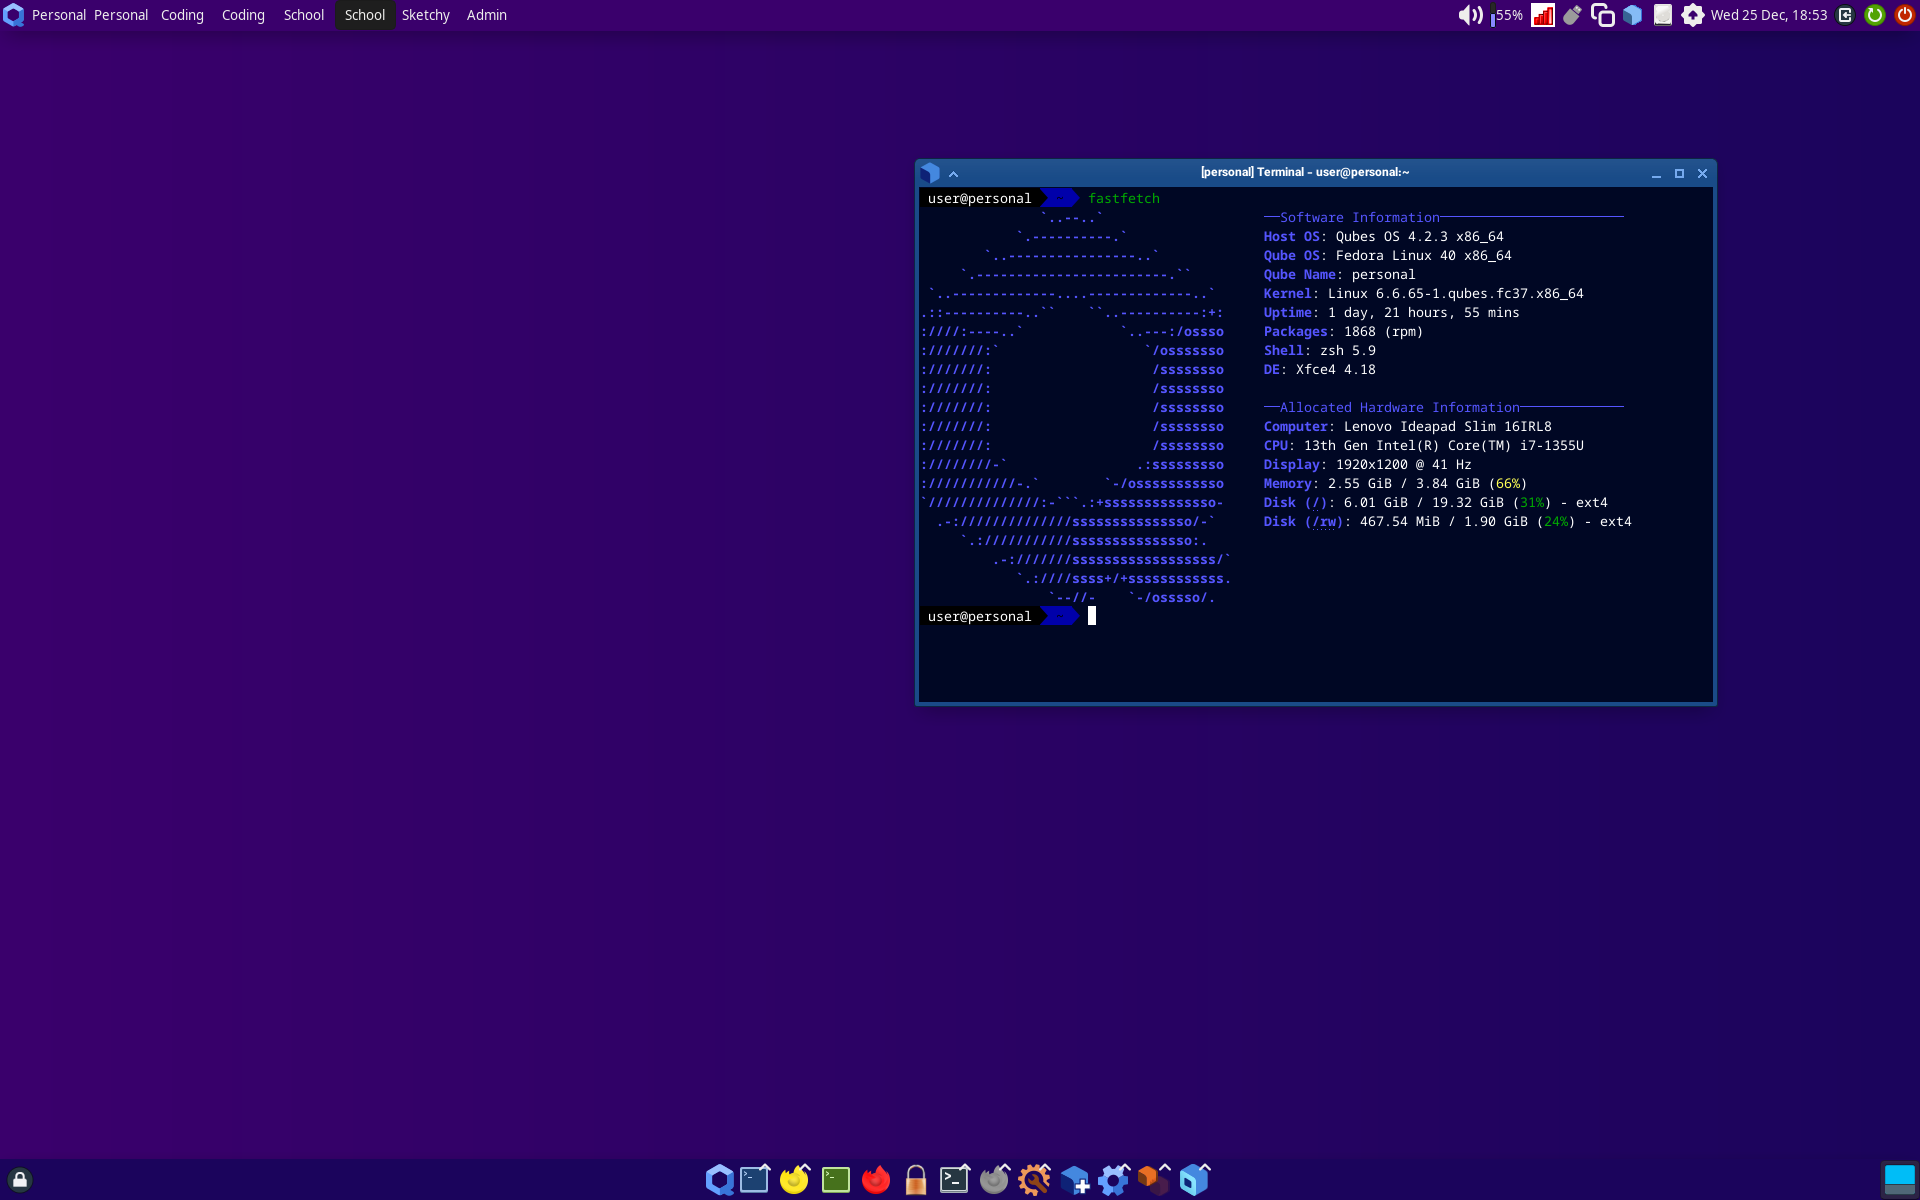 Personal Personal Coding Coding School School Sketchy Admin
55% Wed 25 Dec, 18:53
[personal] Terminal - user@personal:~
user@personal fastfetch
Software Information
Host OS: Qubes OS 4.2.3 x86_64
Qube OS: Fedora Linux 40 x86_64
Qube Name: personal
Kernel: Linux 6.6.65-1.qubes.fc37.x86_64
Uptime: 1 day, 21 hours, 55 mins
Packages: 1868 (rpm)
Shell: zsh 5.9
DE: Xfce4 4.18
Allocated Hardware Information
Computer: Lenovo Ideapad Slim 16IRL8
CPU: 13th Gen Intel(R) Core(TM) i7-1355U
Display: 1920x1200 @ 41 Hz
Memory: 2.55 GiB / 3.84 GiB (66%)
Disk (/): 6.01 GiB / 19.32 GiB (31%) - ext4
Disk (/rw): 467.54 MiB / 1.90 GiB (24%) - ext4
user@personal